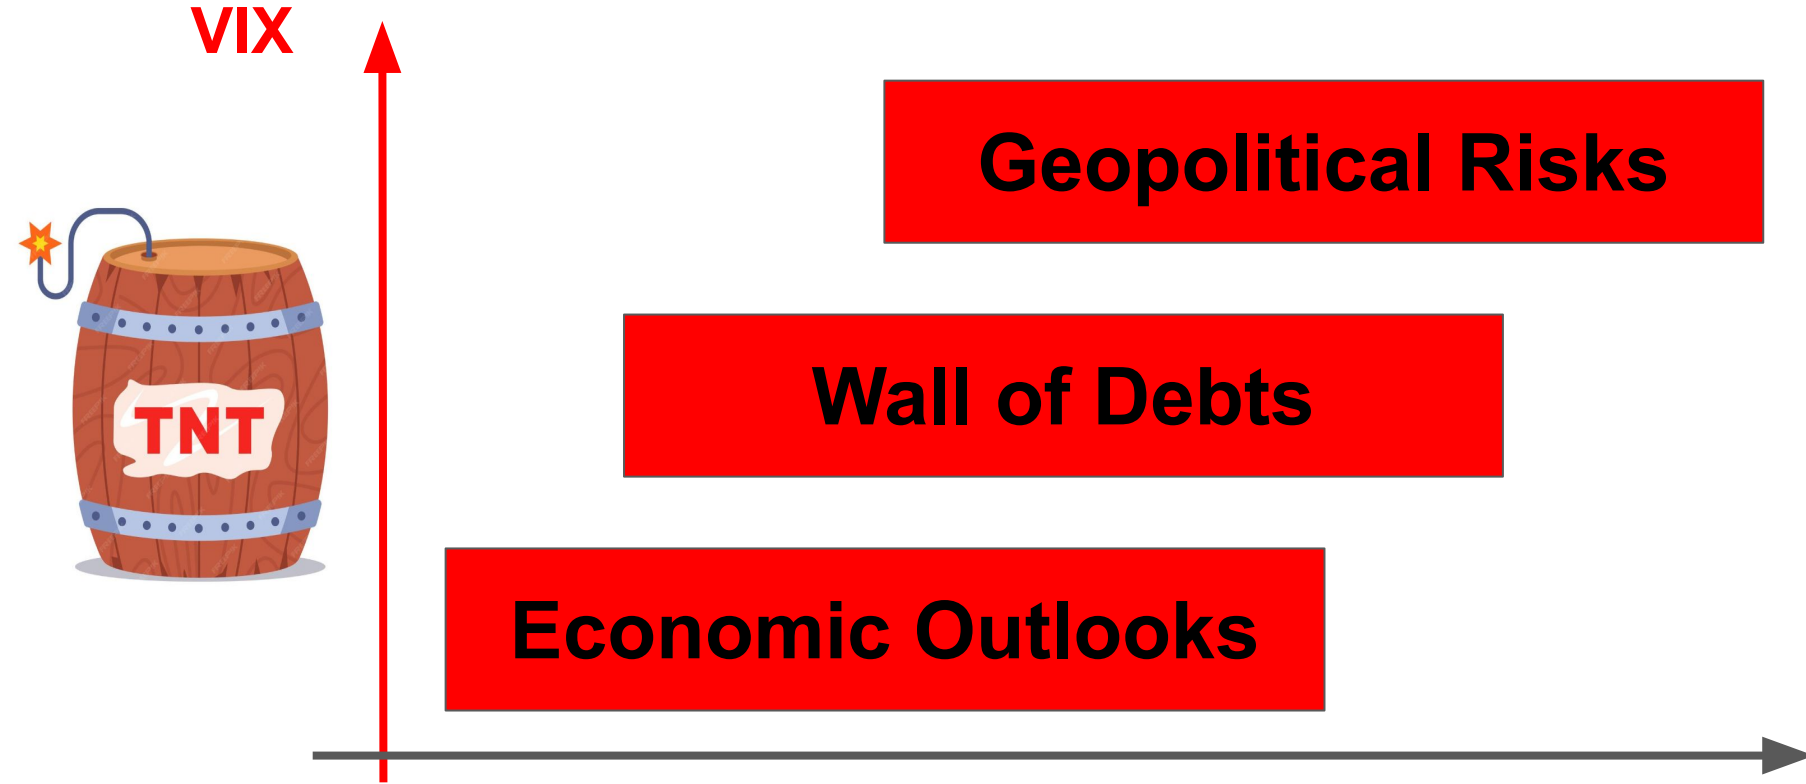 VIX
Geopolitical Risks
Wall of Debts
TNT
Economic Outlooks